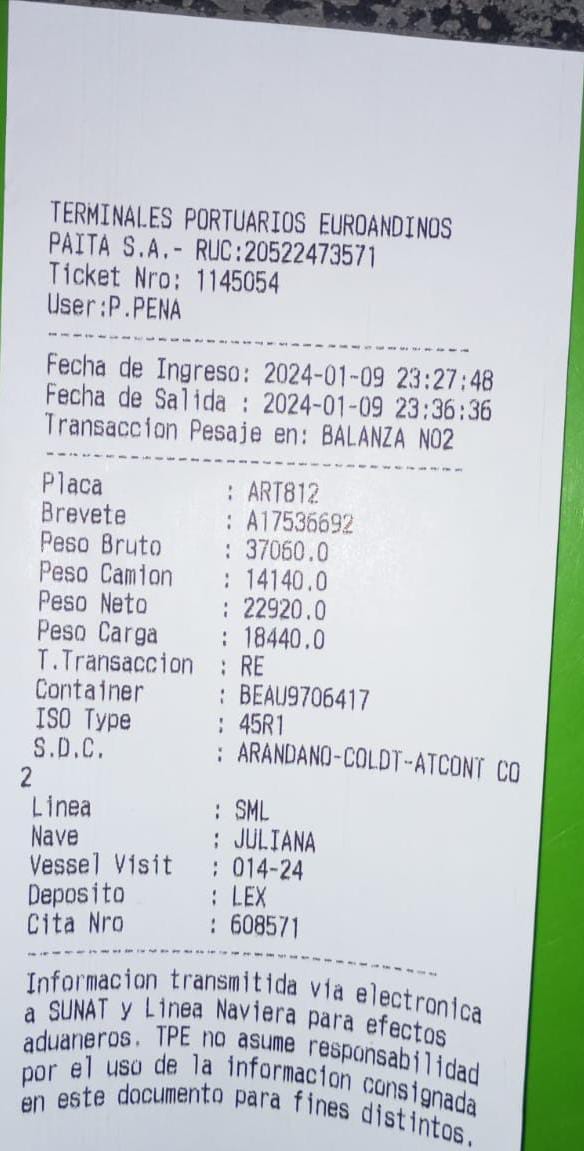 TERMINALES PORTUARIOS EUROANDINOS
PAITA S.A.- RUC:20522473571
Ticket Nro: 1145054
User:P.PENA
Fecha de Ingreso: 2024-01-09 23:27:48
Fecha de Salida : 2024-01-09 23:36:36
Transaccion Pesaje en: BALANZA NO2
Placa : ART812
Brevete : A17536692
Peso Bruto : 37060.0
Peso Camion : 14140.0
Peso Neto : 22920.0
Peso Carga : 18440.0
T.Transaccion : RE
Container : BEAU9706417
ISO Type : 45R1
S.D.C. : ARANDANO-COLDT-ATCONT CO
2
Linea : SML
Nave : JULIANA
Vessel Visit : 014-24
Deposito : LEX
Cita Nro : 608571
Informacion transmitida via electronica
a SUNAT y Linea Naviera para efectos
aduaneros. TPE no asume responsabilidad
por el uso de la informacion consignada
en este documento para fines distintos.